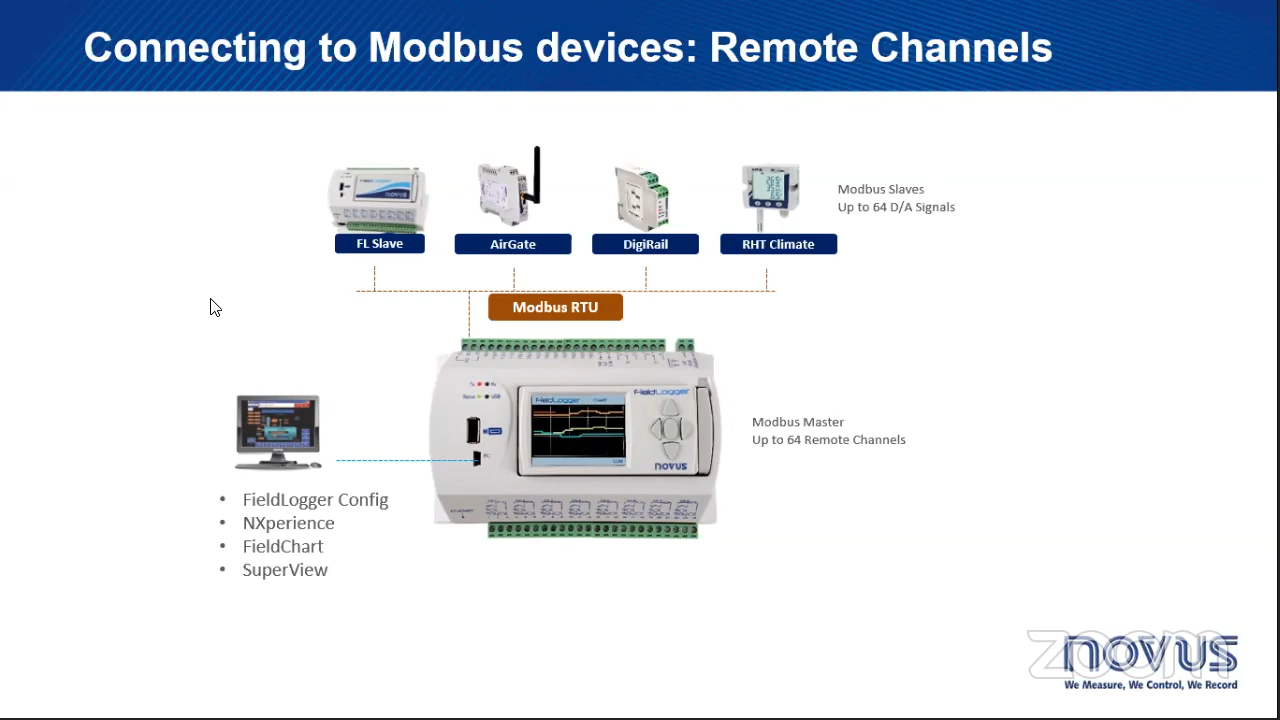 Connecting to Modbus devices: Remote Channels
Modbus Slaves
Up to 64 D/A Signals
FL Slave
AirGate
DigiRail
RHT Climate
Modbus RTU
FieldLogger
FieldLogger
novus
Modbus Master
Up to 64 Remote Channels
• FieldLogger Config
• NXperience
• FieldChart
• SuperView
zoom
novus
We Measure, We Control, We Record